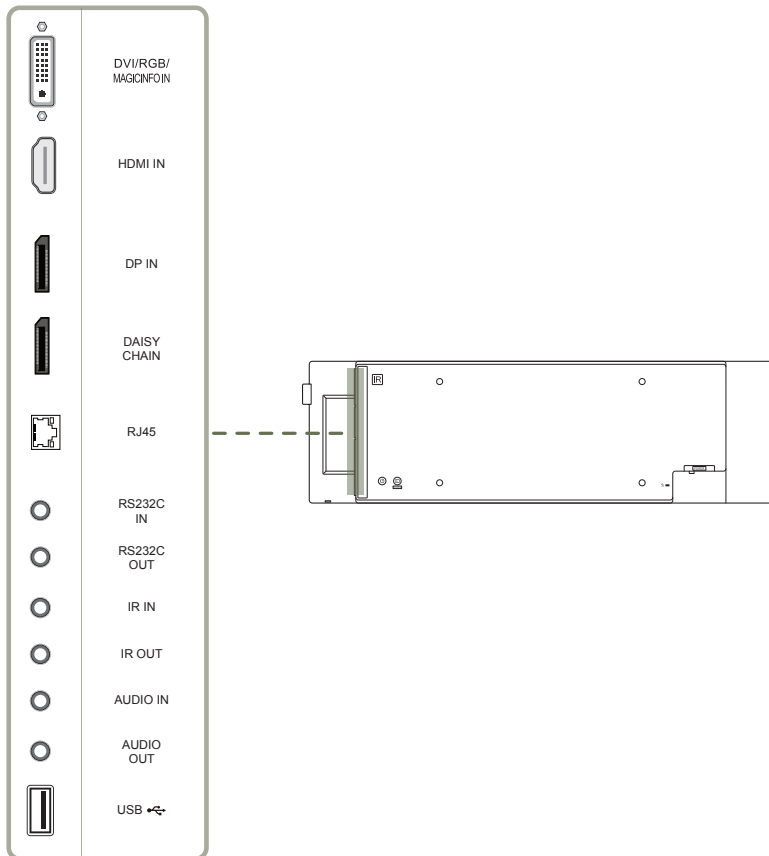 DVI/RGB/
MAGICINFO IN
HDMI IN
DP IN
DAISY
CHAIN
RJ45
RS232C
IN
RS232C
OUT
IR IN
IR OUT
AUDIO IN
AUDIO
OUT
USB
IR